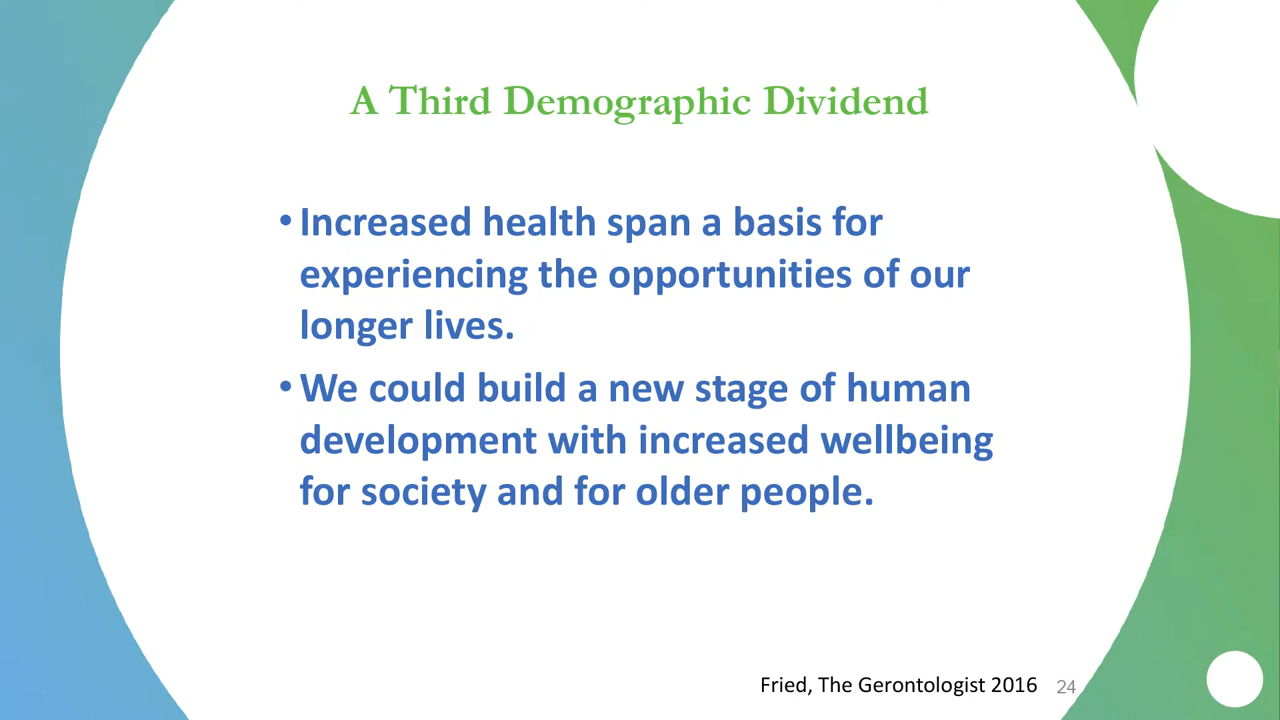 A Third Demographic Dividend
• Increased health span a basis for
experiencing the opportunities of our
longer lives.
• We could build a new stage of human
development with increased wellbeing
for society and for older people.
Fried, The Gerontologist 2016 24